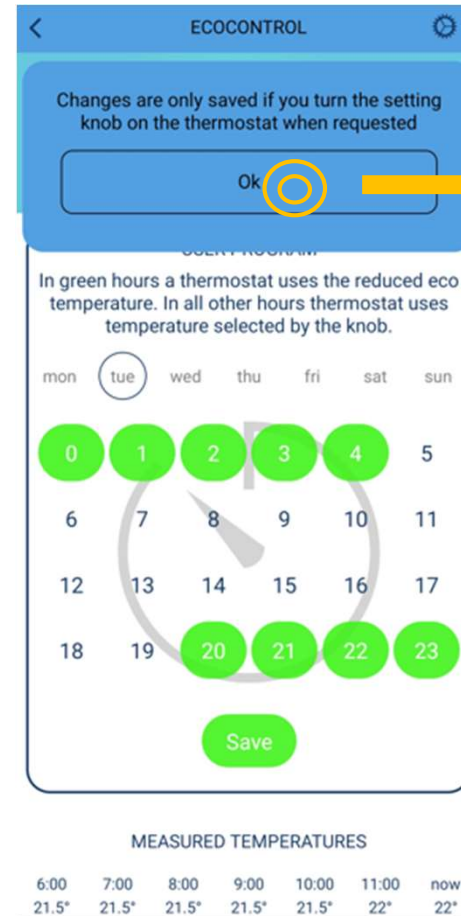 ECOCONTROL
Changes are only saved if you turn the setting
knob on the thermostat when requested
Ok
USER PROGRAM
In green hours a thermostat uses the reduced eco
temperature. In all other hours thermostat uses
temperature selected by the knob.
mon tue wed thu fri sat sun
0 1 2 3 4 5
6 7 8 9 10 11
12 13 14 15 16 17
18 19 20 21 22 23
Save
MEASURED TEMPERATURES
6:00 7:00 8:00 9:00 10:00 11:00 now
21.5° 21.5° 21.5° 21.5° 21.5° 22° 22°